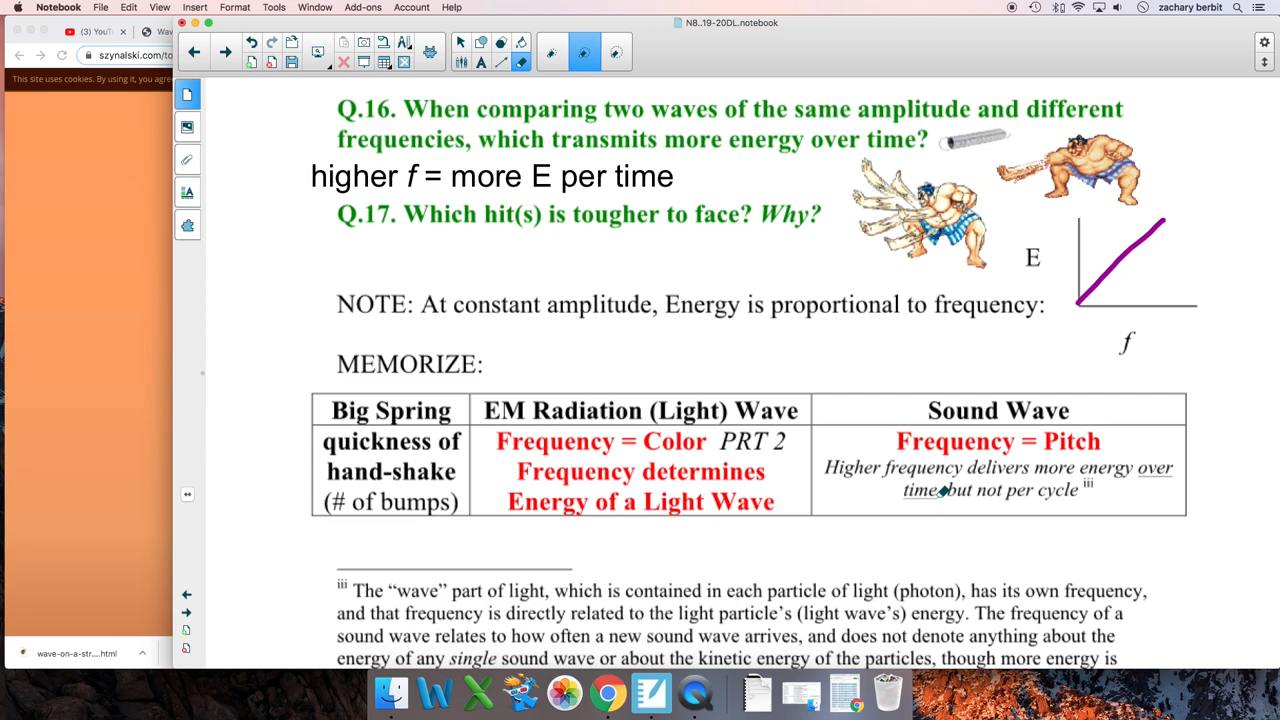 Notebook File Edit View Insert Format Tools Window Add-ons Account Help zachary berbit
N8..19-20DL.notebook
(3) YouT
Wav
szynalski.com/to
This site uses cookies. By using it, you agree
Q.16. When comparing two waves of the same amplitude and different
frequencies, which transmits more energy over time?
higher f = more E per time
Q.17. Which hit(s) is tougher to face? Why?
E
NOTE: At constant amplitude, Energy is proportional to frequency:
f
MEMORIZE:
Big Spring EM Radiation (Light) Wave Sound Wave
quickness of Frequency = Color PRT 2 Frequency = Pitch
hand-shake Frequency determines Higher frequency delivers more energy over
(# of bumps) Energy of a Light Wave time but not per cycle iii
iii The “wave” part of light, which is contained in each particle of light (photon), has its own frequency,
and that frequency is directly related to the light particle’s (light wave’s) energy. The frequency of a
sound wave relates to how often a new sound wave arrives, and does not denote anything about the
energy of any single sound wave or about the kinetic energy of the particles, though more energy is
wave-on-a-str....html